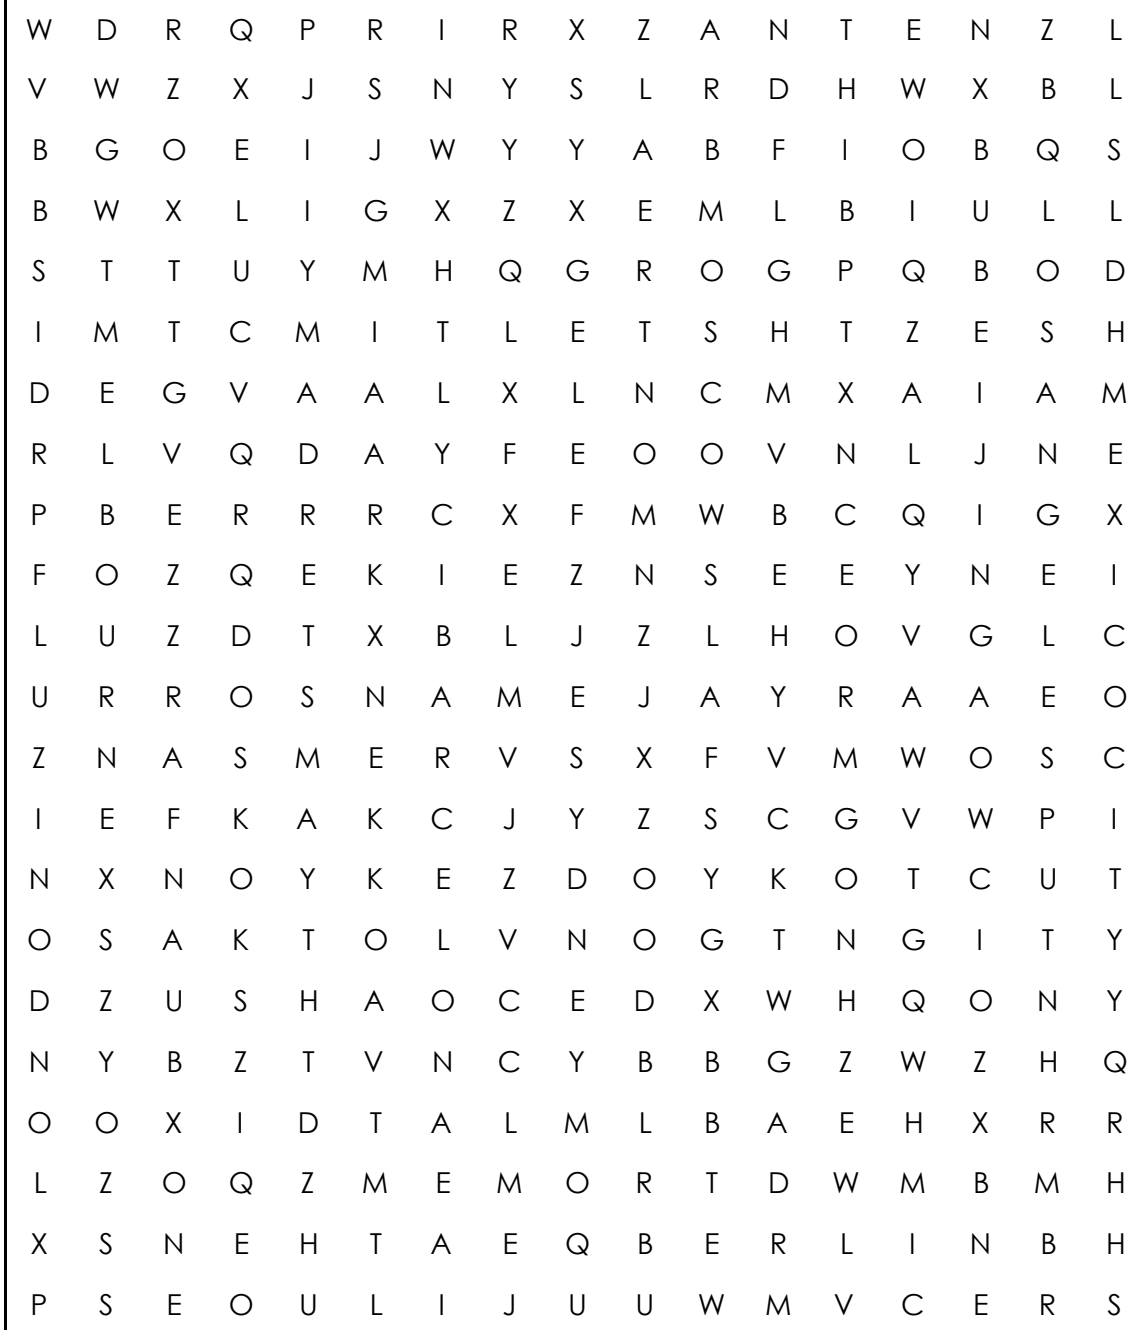 W D R Q P R I R X Z A N T E N Z L
V W Z X J S N Y S L R D H W X B L
B G O E I J W Y Y A B F I O B Q S
B W X L I G X Z X E M L B I U L L
S T T U Y M H Q G R O G P Q B O D
I M T C M I T L E T S H T Z E S H
D E G V A A L X L N C M X A I A M
R L V Q D A Y F E O O V N L J N E
P B E R R R C X F M W B C Q I G X
F O Z Q E K I E Z N S E E Y N E I
L U Z D T X B L J Z L H O V G L C
U R R O S N A M E J A Y R A A E O
Z N A S M E R V S X F V M W O S C
I E F K A K C J Y Z S C G V W P I
N X N O Y K E Z D O Y K O T C U T
O S A K T O L V N O G T N G I T Y
D Z U S H A O C E D X W H Q O N Y
N Y B Z T V N C Y B B G Z W Z H Q
O O X I D T A L M L B A E H X R R
L Z O Q Z M E M O R T D W M B M H
X S N E H T A E Q B E R L I N B H
P S E O U L I J U U W M V C E R S